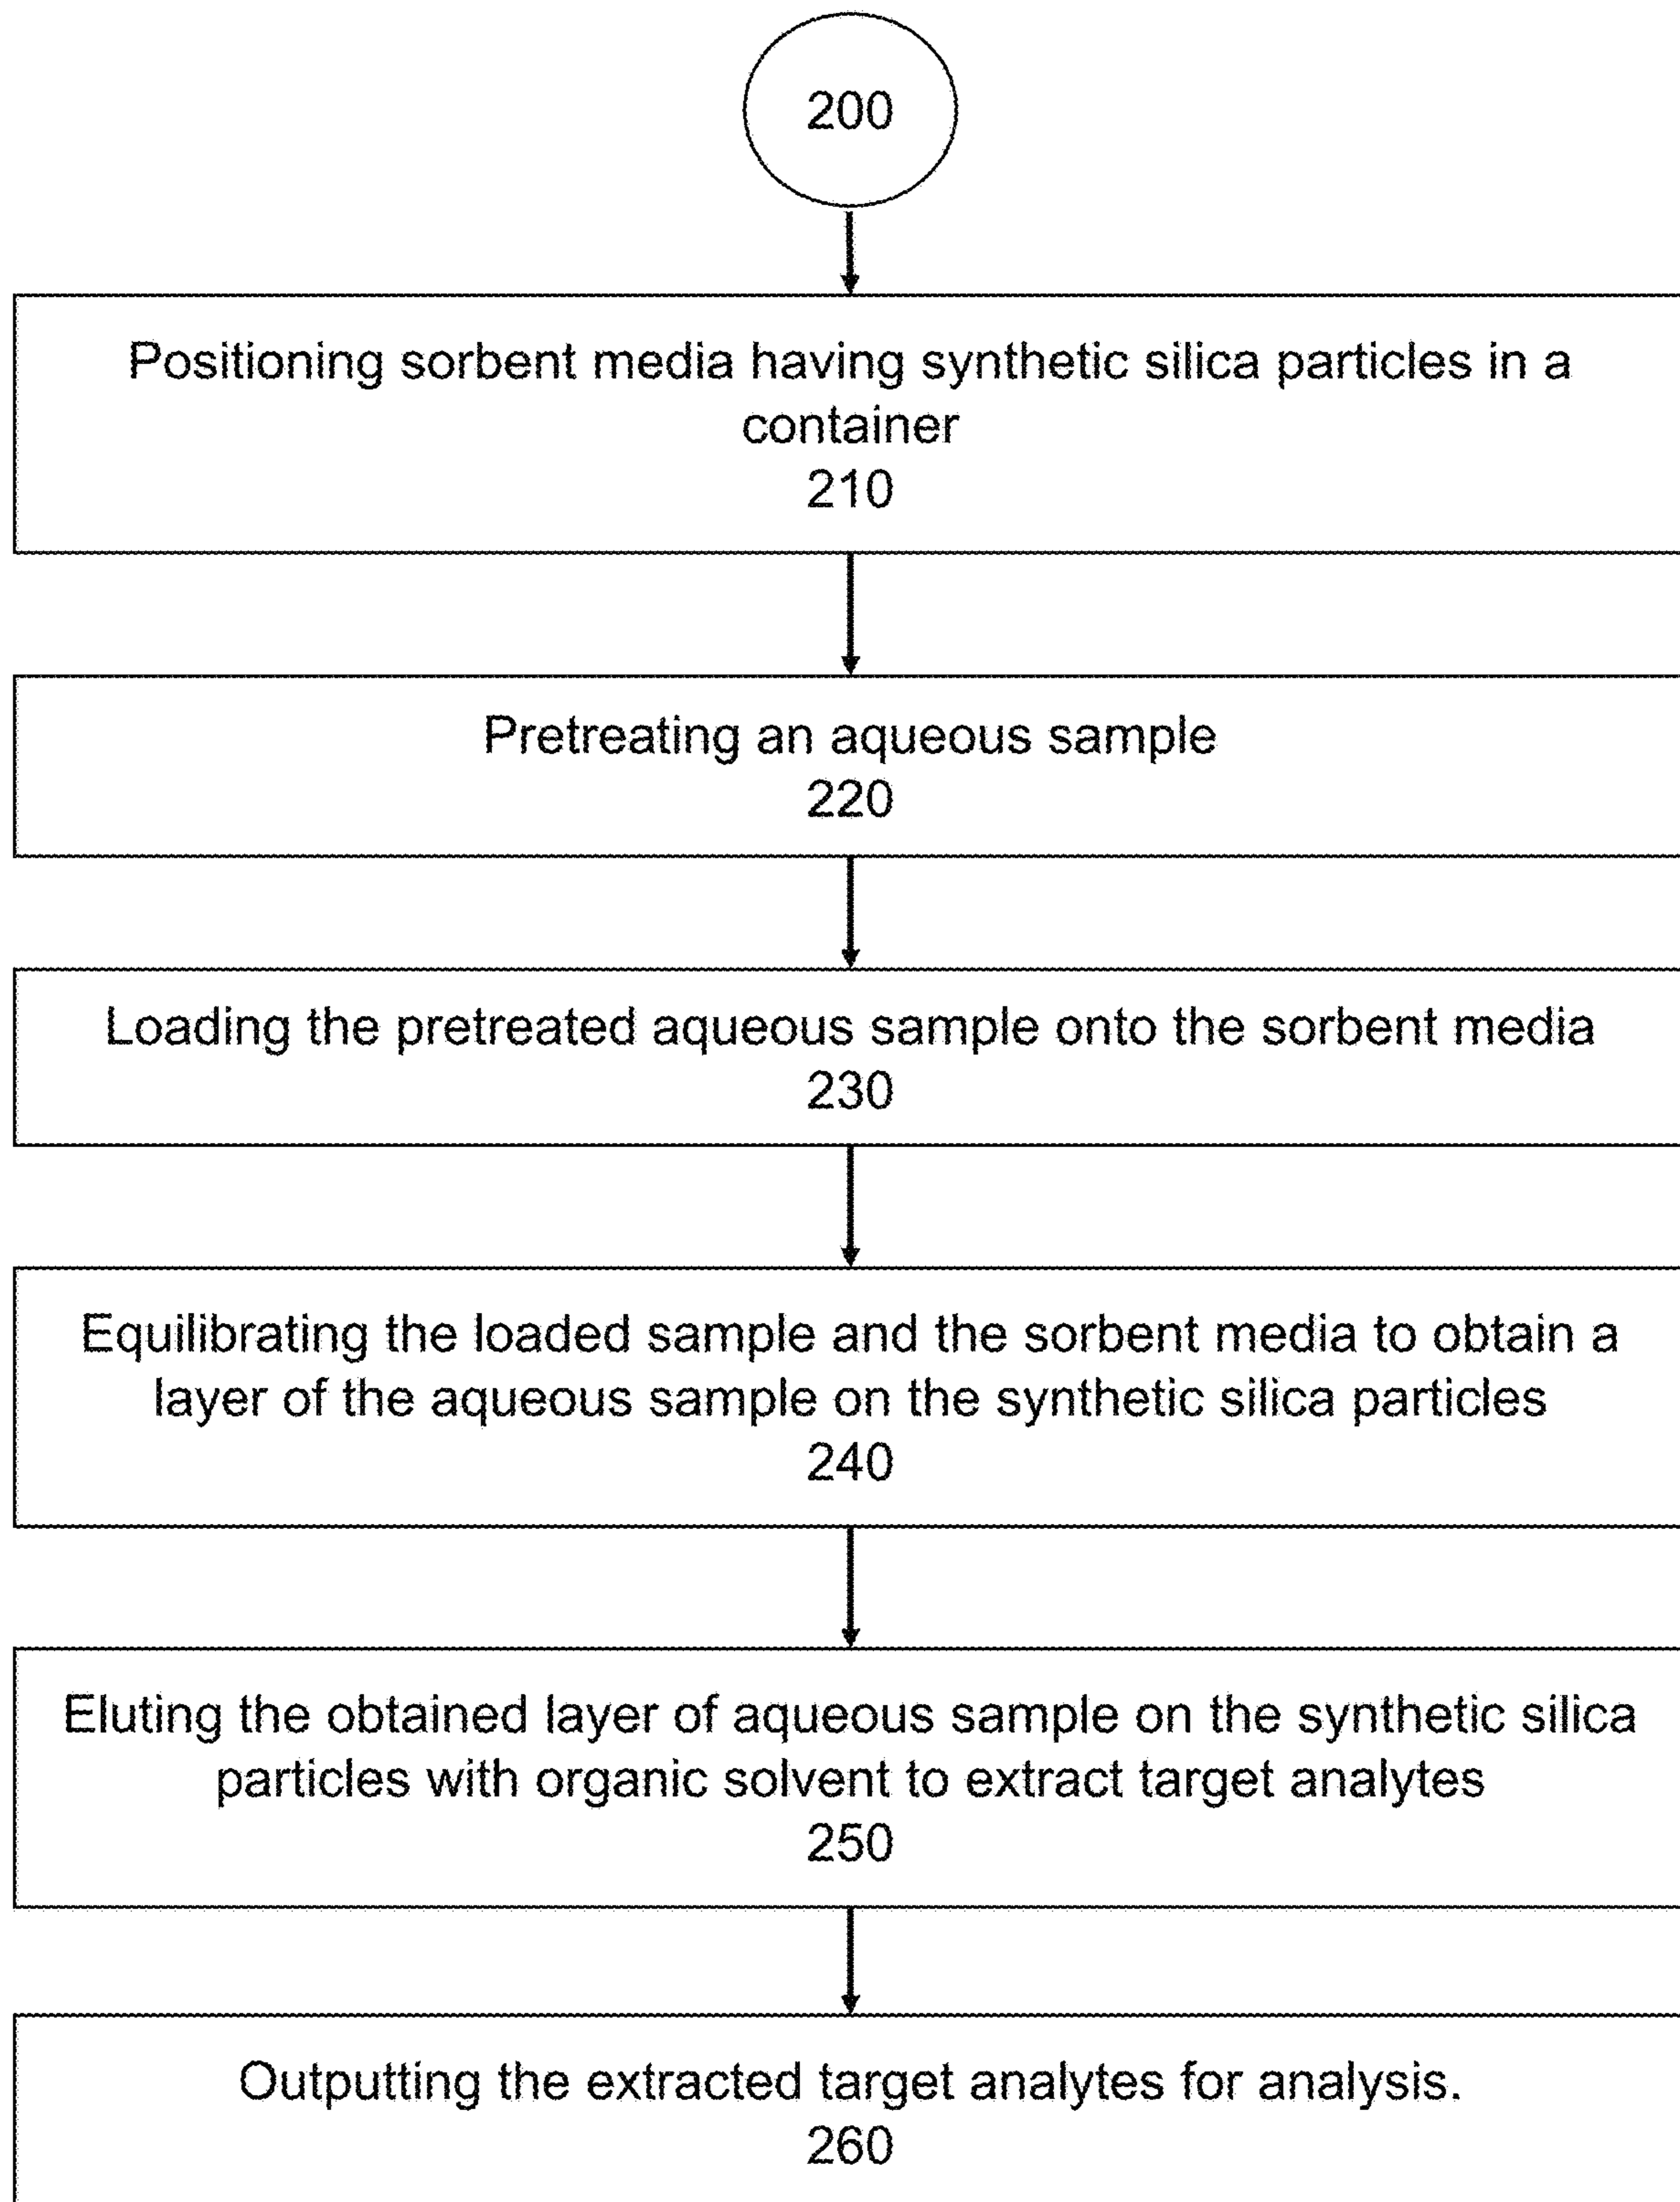 200
Positioning sorbent media having synthetic silica particles in a
container
210
Pretreating an aqueous sample
220
Loading the pretreated aqueous sample onto the sorbent media
230
Equilibrating the loaded sample and the sorbent media to obtain a
layer of the aqueous sample on the synthetic silica particles
240
Eluting the obtained layer of aqueous sample on the synthetic silica
particles with organic solvent to extract target analytes
250
Outputting the extracted target analytes for analysis.
260